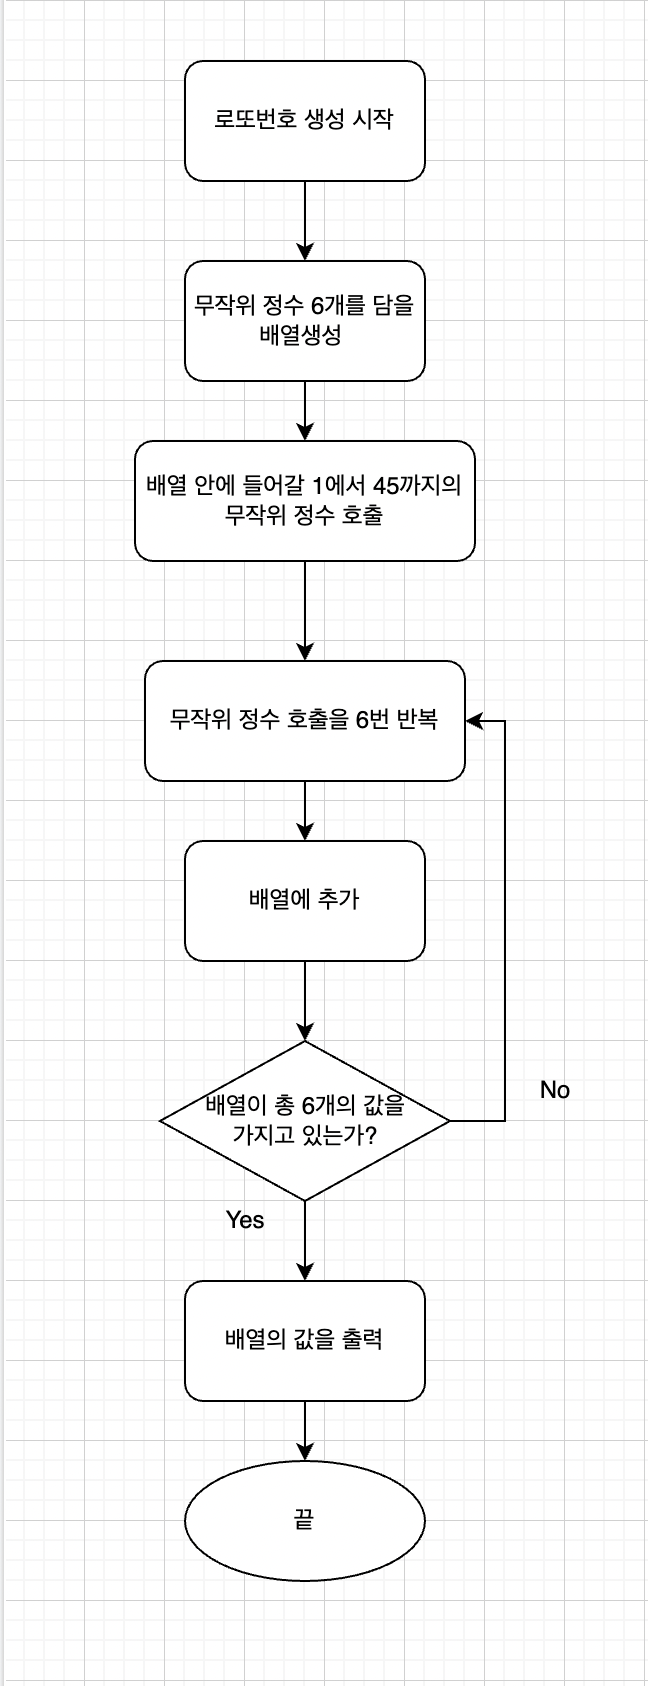 로또번호 생성 시작
무작위 정수 6개를 담을
배열생성
배열 안에 들어갈 1에서 45까지의
무작위 정수 호출
무작위 정수 호출을 6번 반복
배열에 추가
배열이 총 6개의 값을
가지고 있는가?
No
Yes
배열의 값을 출력
끝